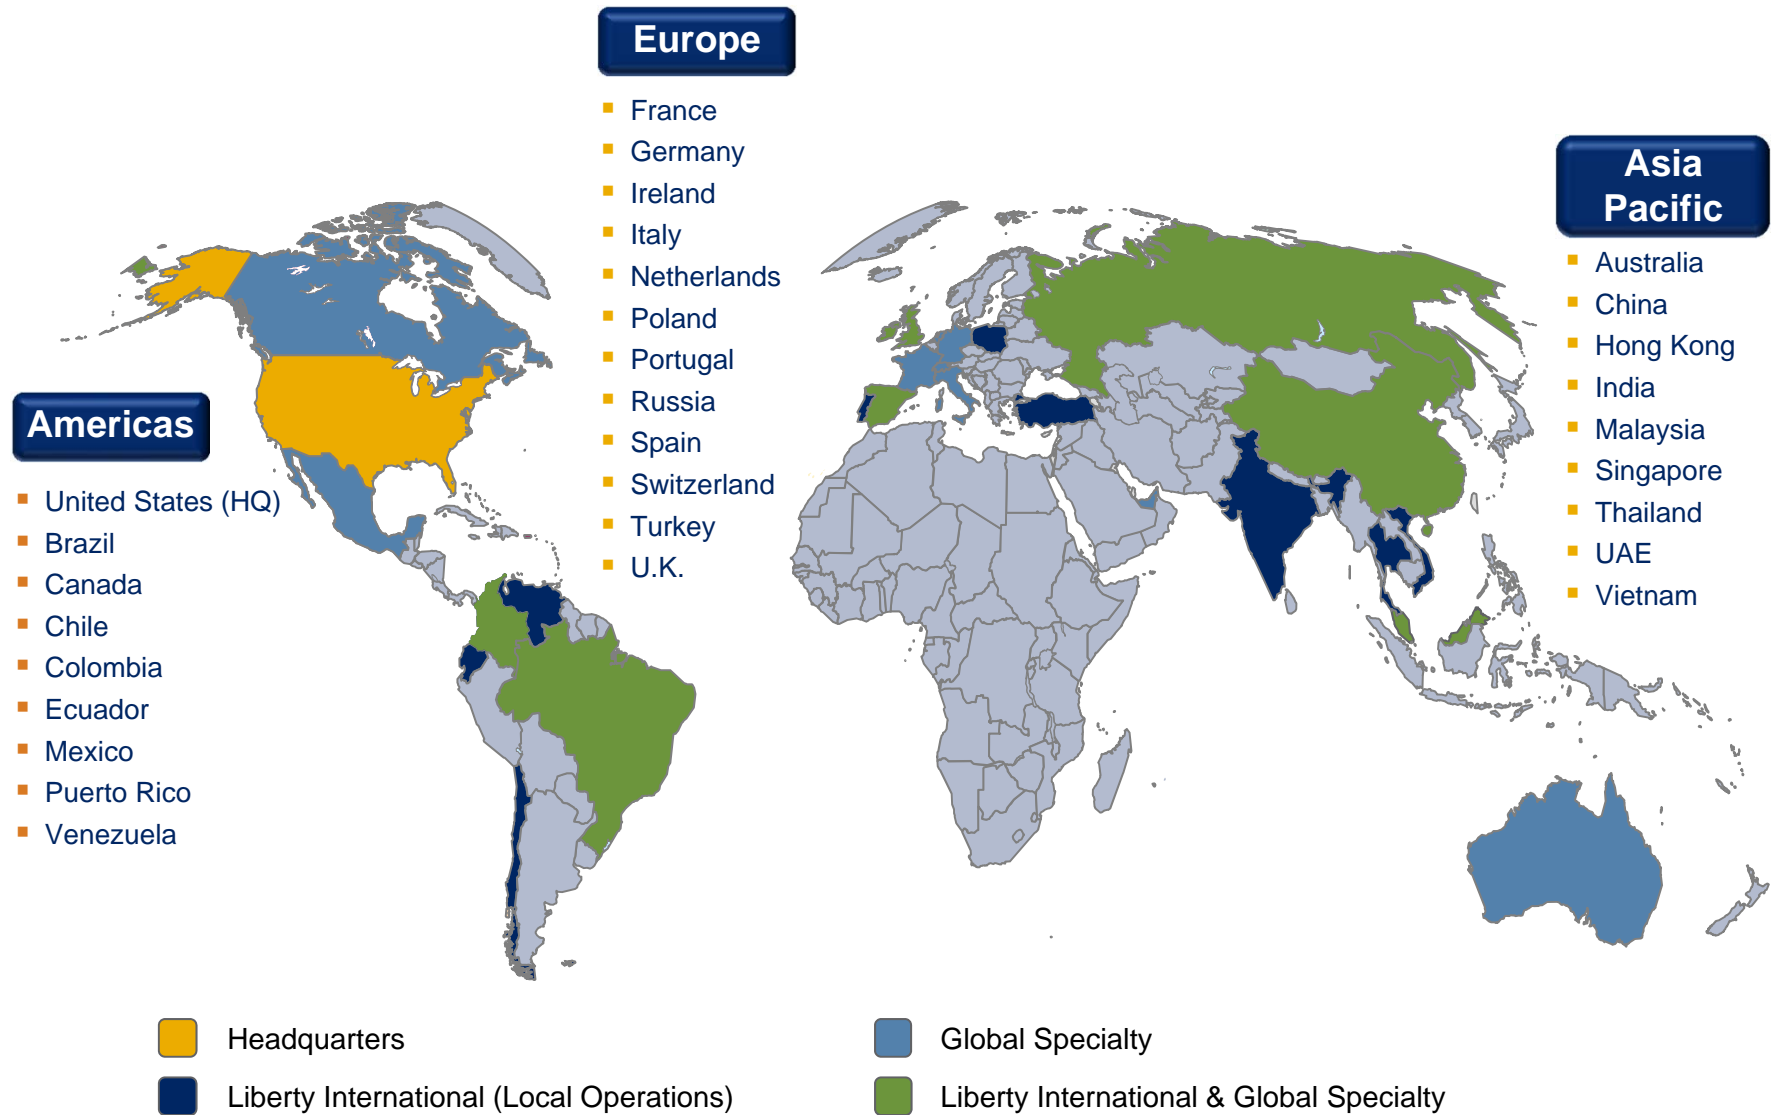 Europe
France
Germany
Ireland
Italy
Netherlands
Poland
Portugal
Russia
Spain
Switzerland
Turkey
U.K.
Asia
Pacific
Australia
China
Hong Kong
India
Malaysia
Singapore
Thailand
UAE
Vietnam
Americas
United States (HQ)
Brazil
Canada
Chile
Colombia
Ecuador
Mexico
Puerto Rico
Venezuela
Headquarters
Global Specialty
Liberty International (Local Operations)
Liberty International & Global Specialty